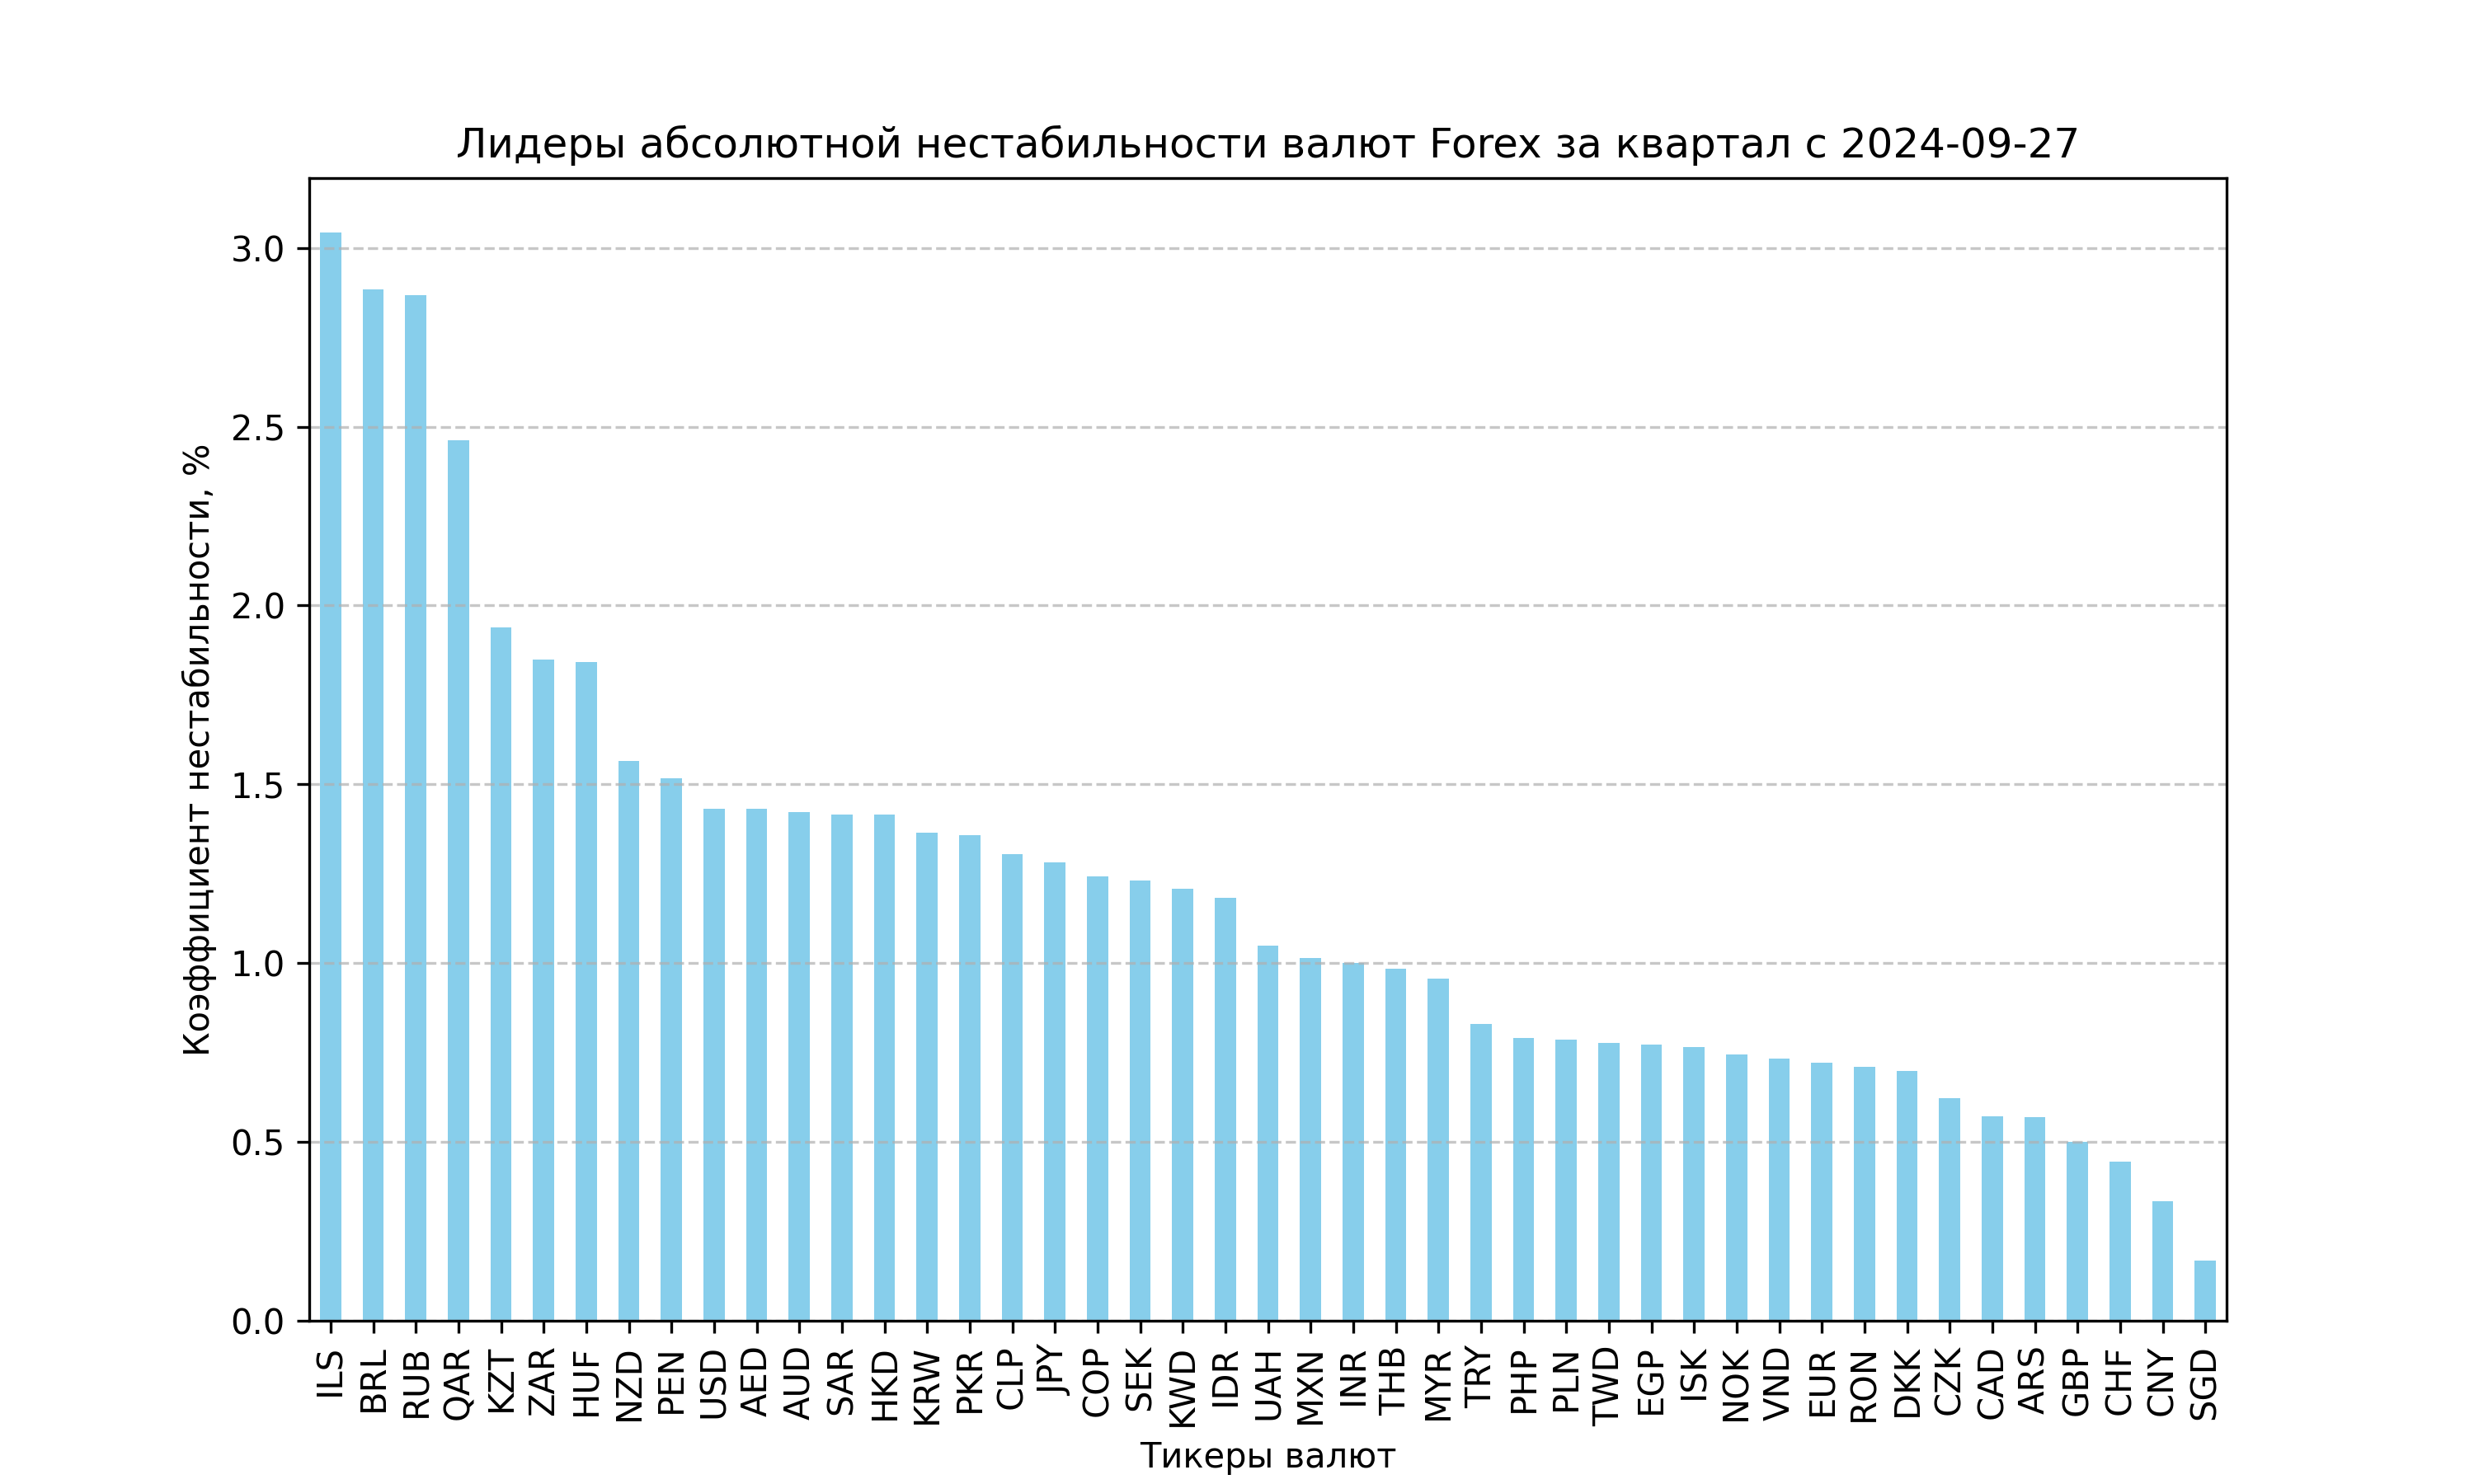 Лидеры абсолютной нестабильности валют Forex за квартал с 2024-09-27
Коэффициент нестабильности, %
3.0
2.5
2.0
1.5
1.0
0.5
0.0
ILS
BRL
RUB
QAR
KZT
ZAR
HUF
NZD
PEN
USD
AED
AUD
SAR
HKD
KRW
PKR
CLP
JPY
COP
SEK
KWD
IDR
UAH
MXN
INR
THB
MYR
TRY
PHP
PLN
TWD
EGP
ISK
NOK
VND
EUR
RON
DKK
CZK
CAD
ARS
GBP
CHF
CNY
SGD
Тикеры валют